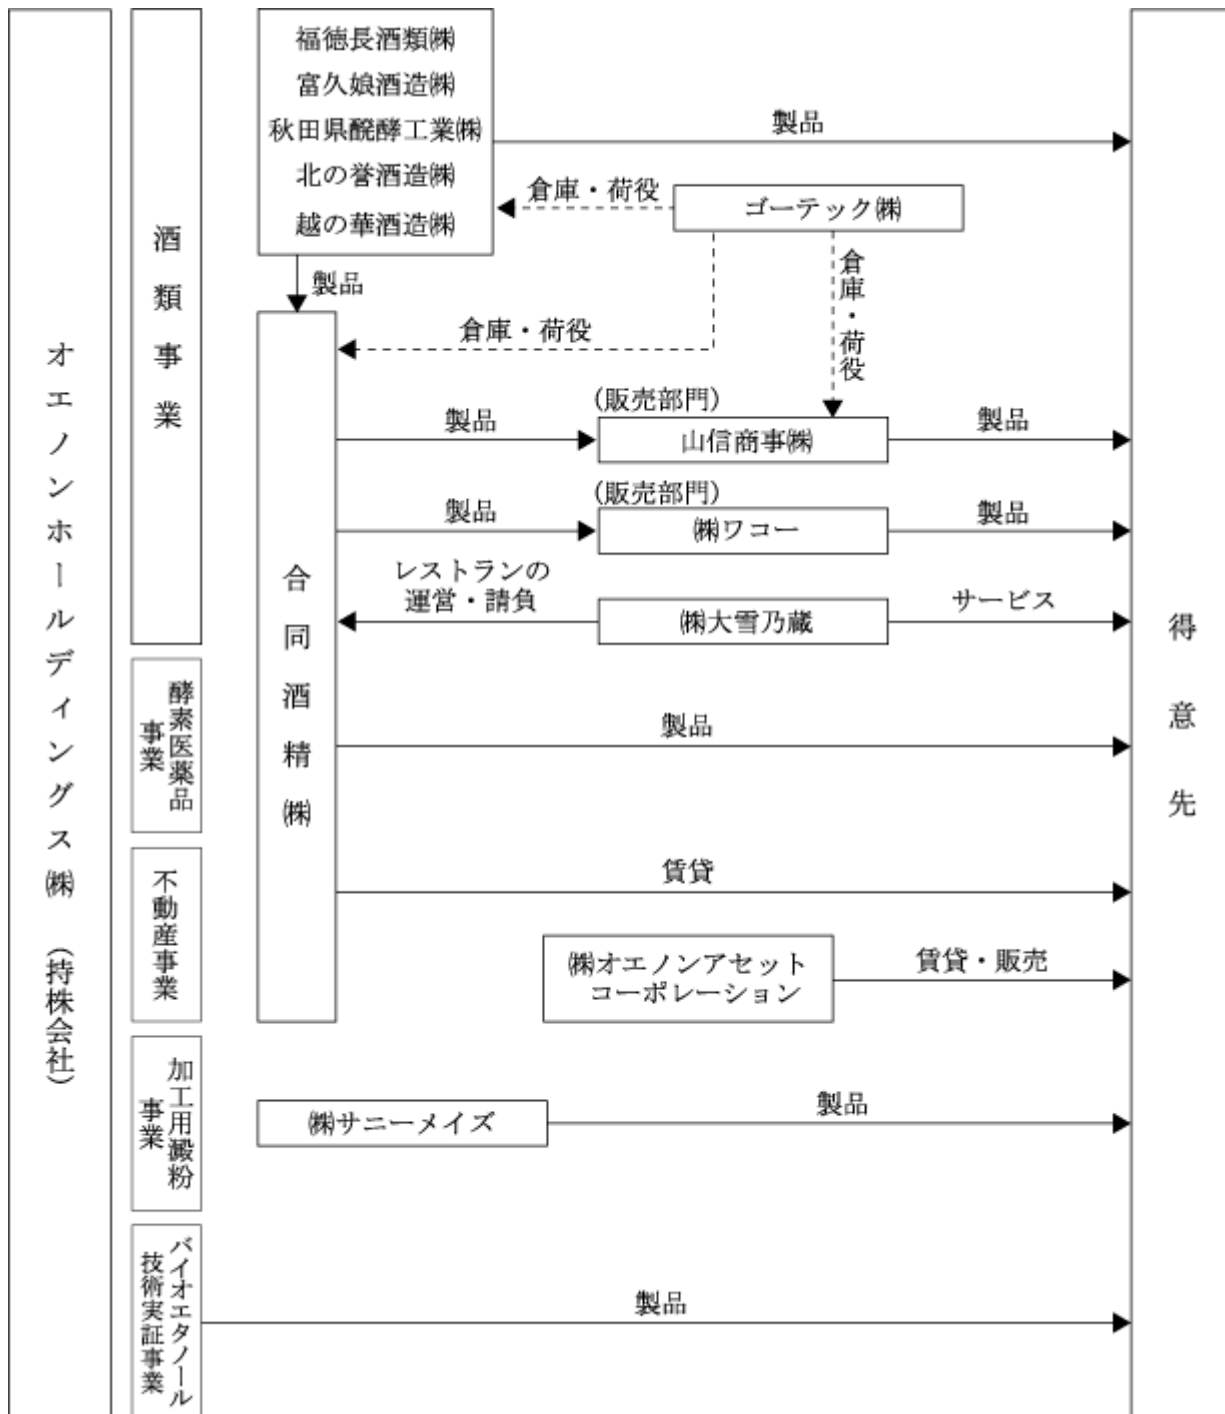 オエノンホールディングス㈱ （持株会社）
酒類事業
福徳長酒類㈱
富久娘酒造㈱
秋田県醗酵工業㈱
北の誉酒造㈱
越の華酒造㈱
製品
倉庫・荷役
ゴーテック㈱
製品
倉庫・荷役
倉庫・荷役
合同酒精㈱
製品
（販売部門）
山信商事㈱
製品
製品
（販売部門）
㈱ワコー
製品
レストランの
運営・請負
㈱大雪乃蔵
サービス
得意先
酵素医薬品
事業
製品
不動産事業
賃貸
㈱オエノンアセット
コーポレーション
賃貸・販売
加工用澱粉
事業
㈱サニーメイズ
製品
バイオエタノール
技術実証事業
製品